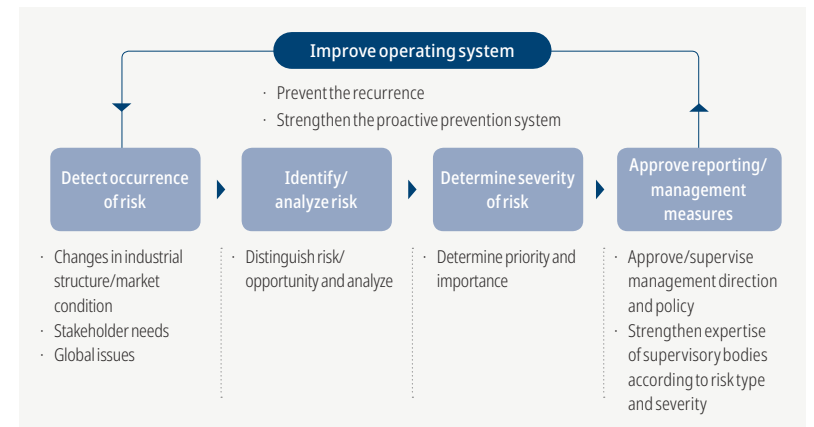 Improve operating system
· Prevent the recurrence
· Strengthen the proactive prevention system
Detect occurrence
of risk
Identify/
analyze risk
Determine severity
of risk
Approve reporting/
management
measures
· Changes in industrial
structure/market
condition
· Stakeholder needs
· Global issues
· Distinguish risk/
opportunity and analyze
· Determine priority and
importance
· Approve/supervise
management direction
and policy
· Strengthen expertise
of supervisory bodies
according to risk type
and severity